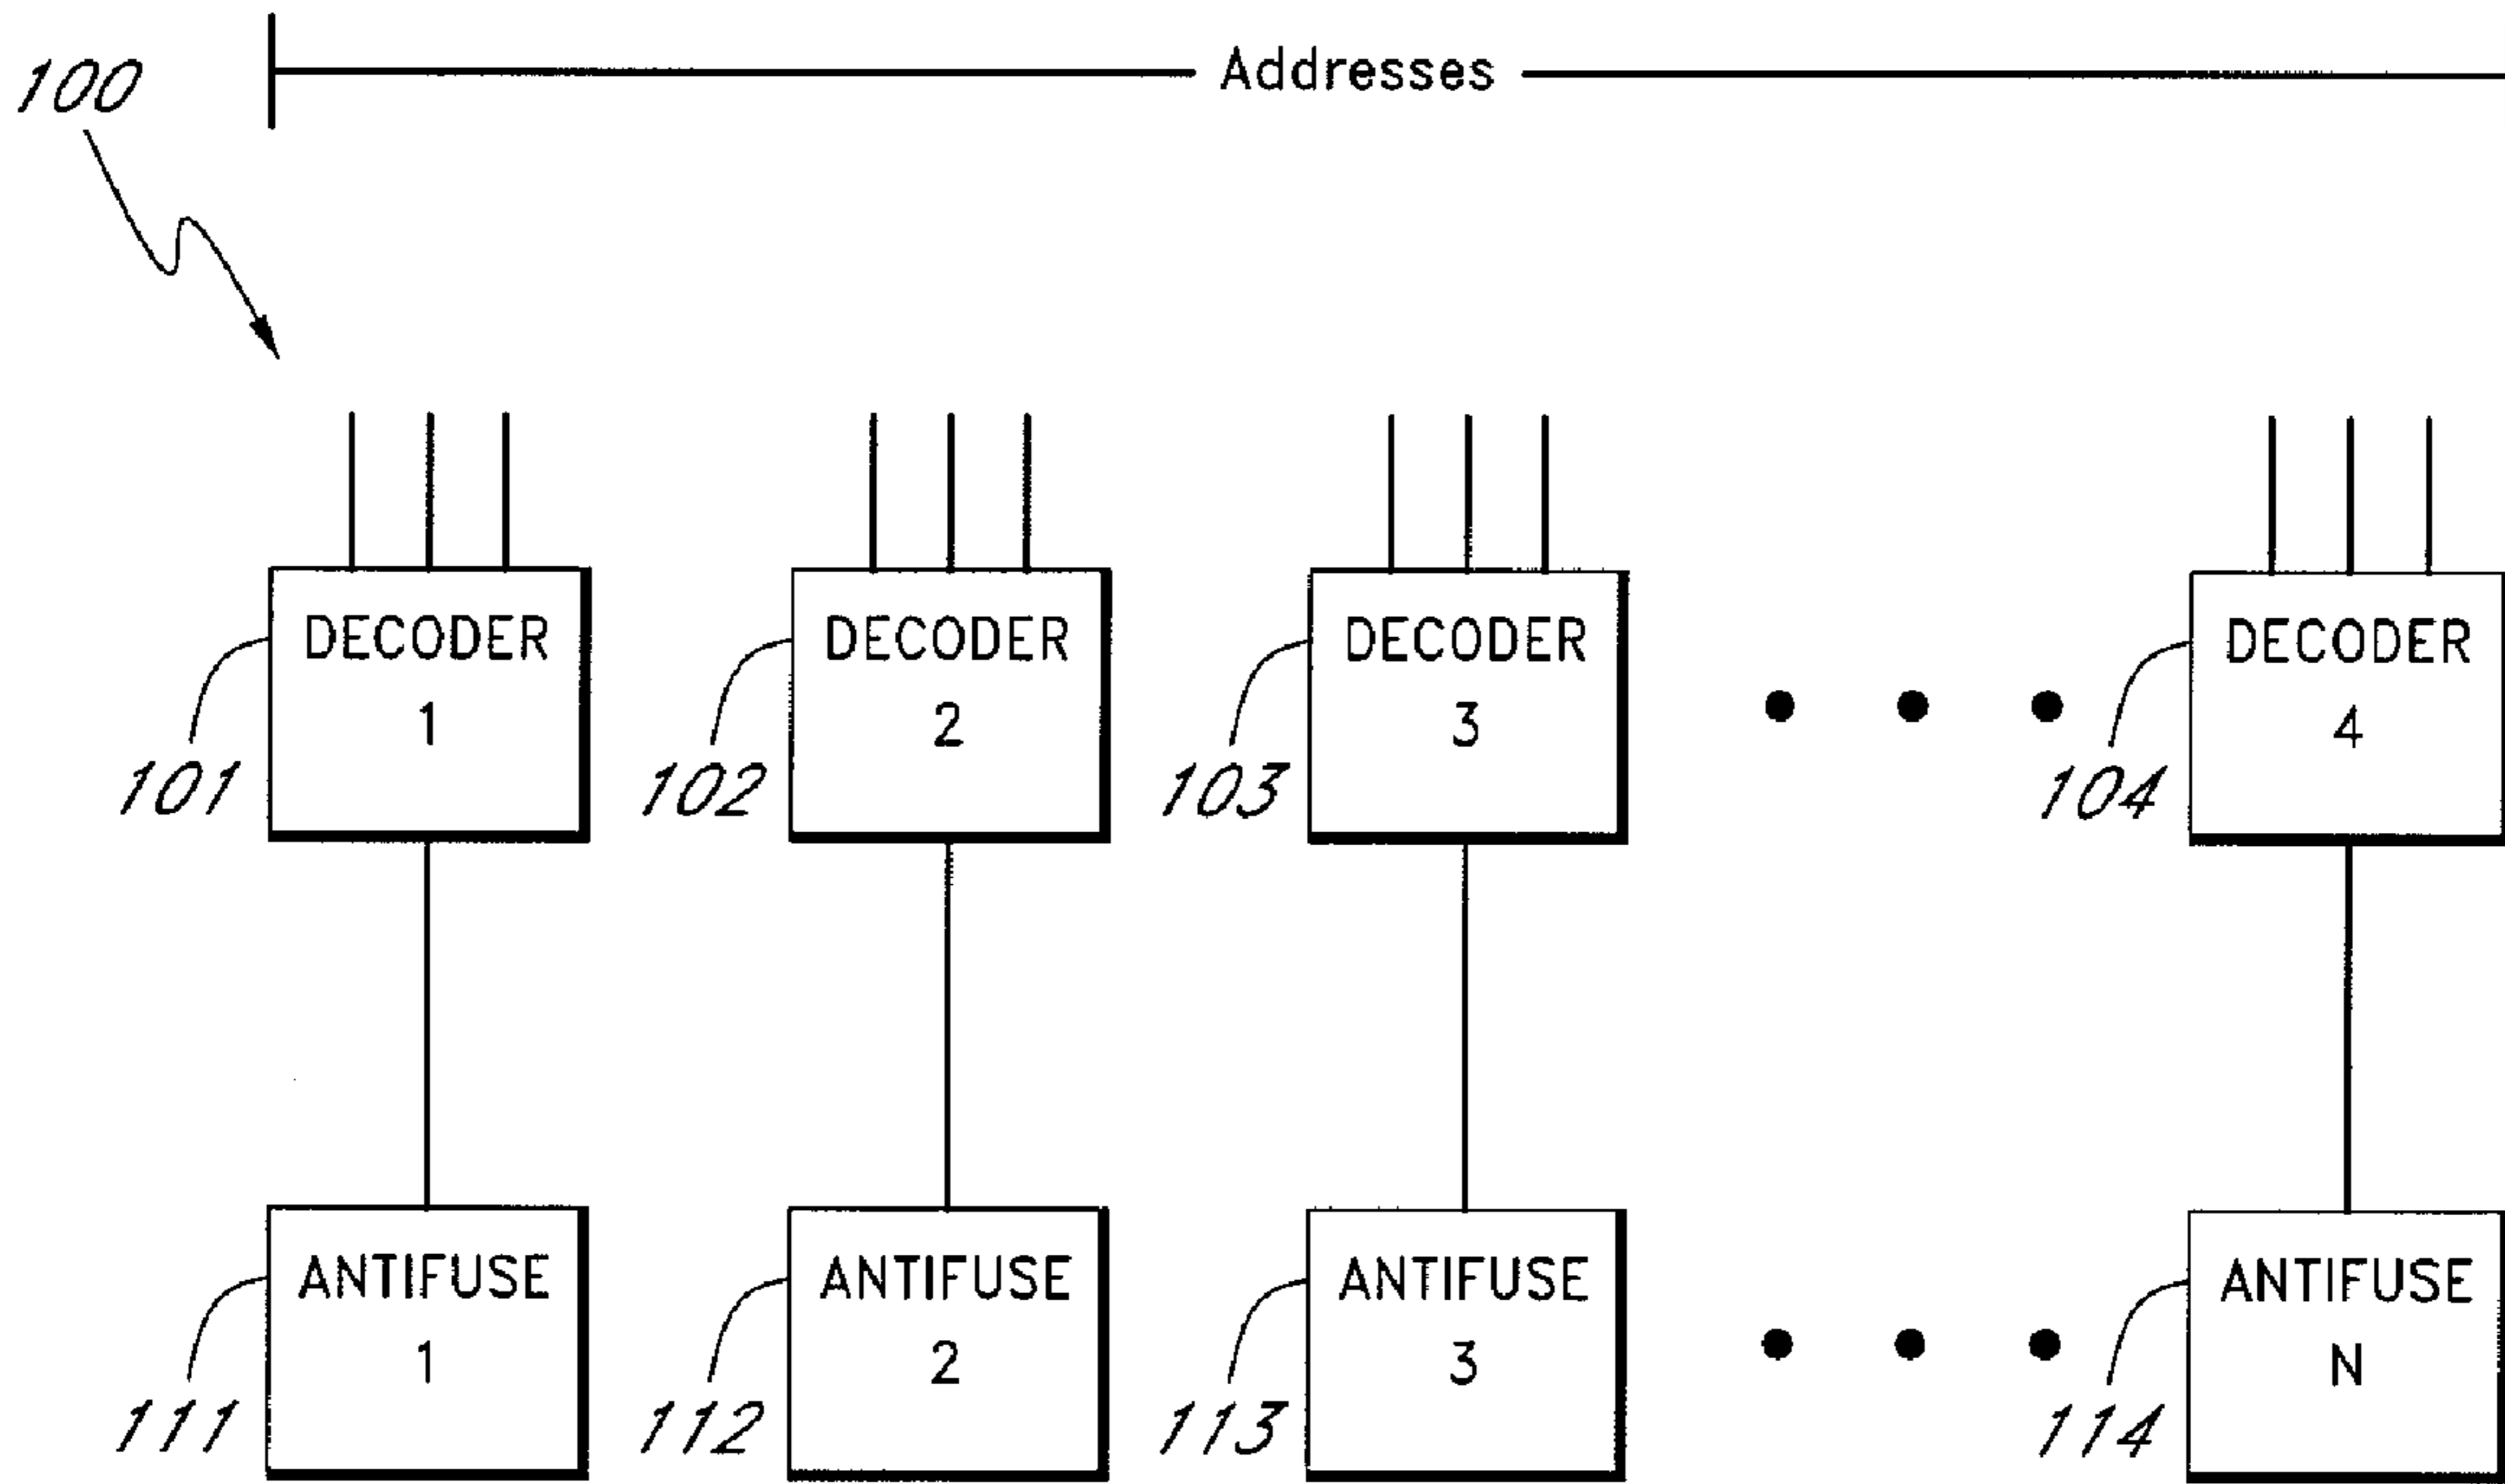 100
Addresses
DECODER
1
DECODER
2
DECODER
3
DECODER
4
101
102
103
104
ANTIFUSE
1
ANTIFUSE
2
ANTIFUSE
3
ANTIFUSE
N
111
112
113
114